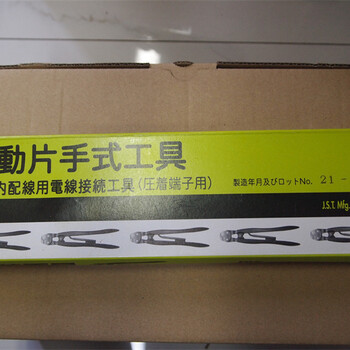 動片手式工具
内配線用電線接続工具(圧着端子用)
製造年月及びロットNo. 21-
J.S.T. Mfg.